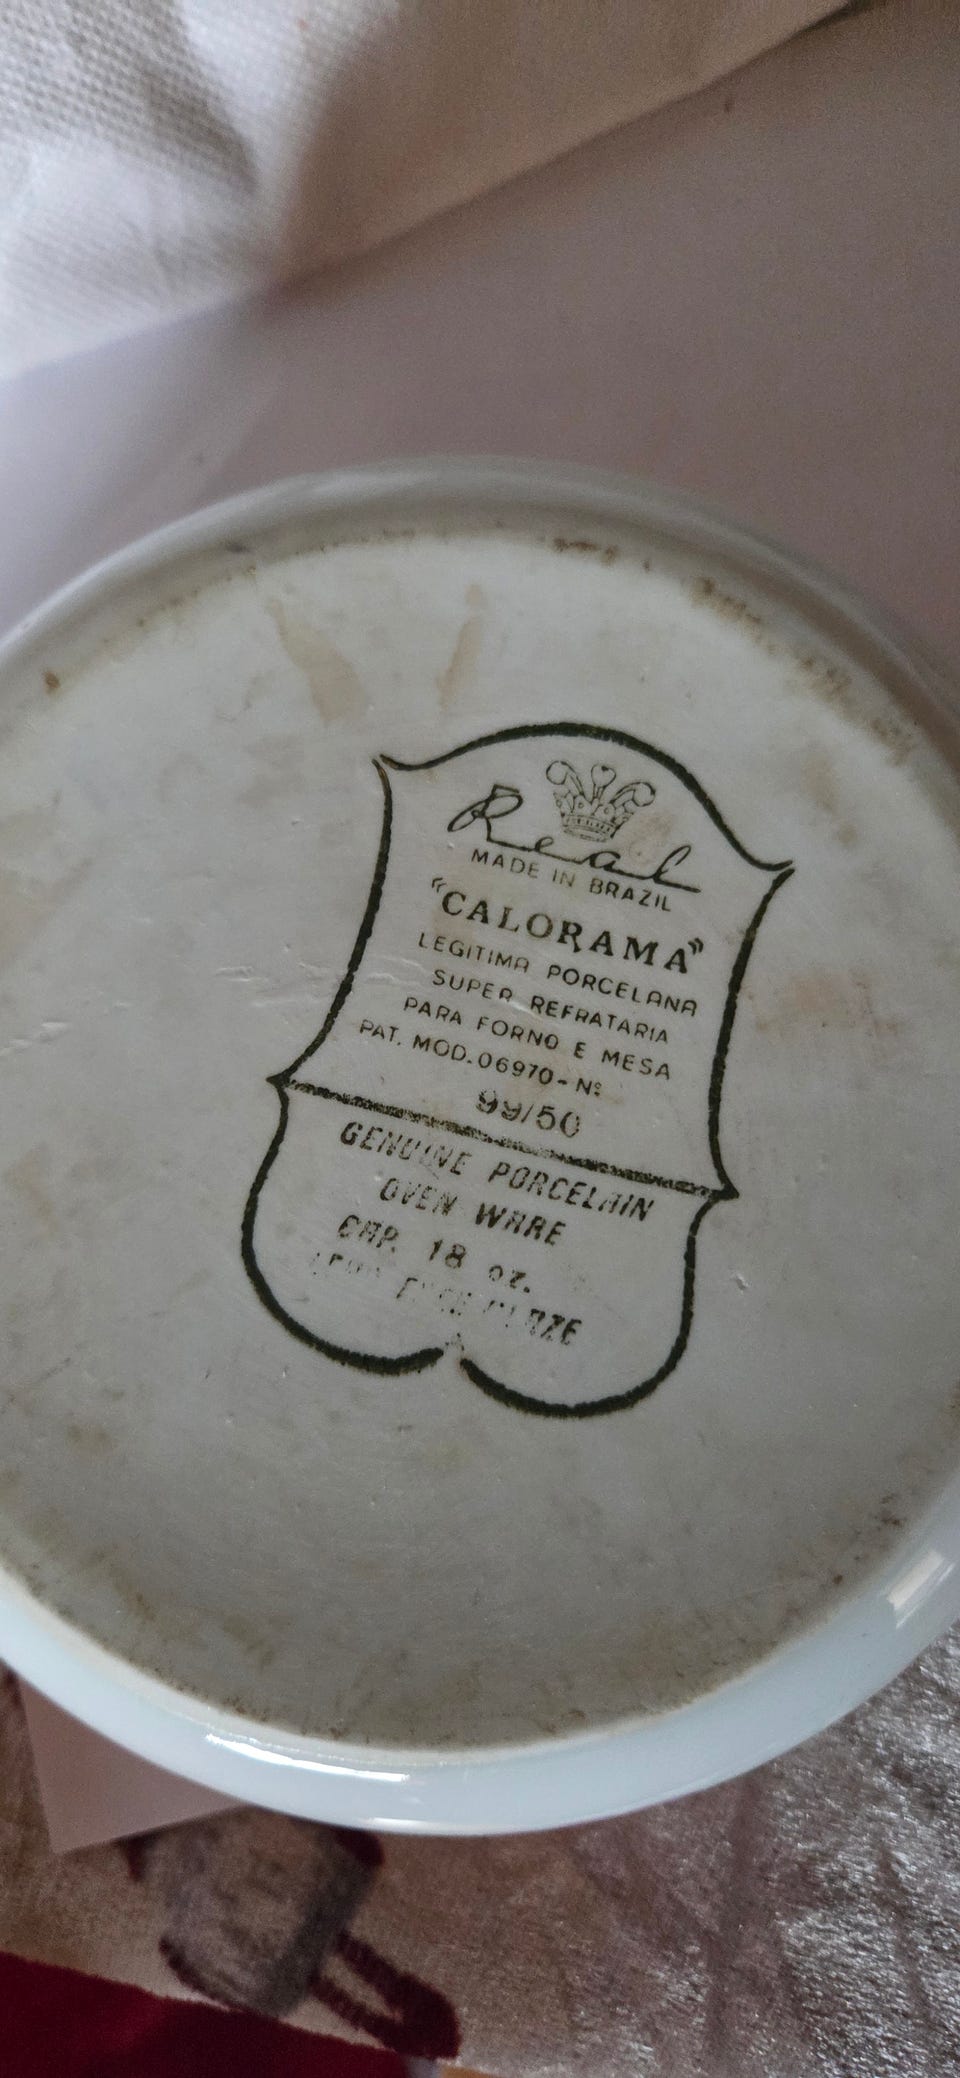 Real
MADE IN BRAZIL
"CALORAMA"
LEGITIMA PORCELANA
SUPER REFRATARIA
PARA FORNO E MESA
PAT. MOD. 06970 - Nº
99/50
GENUINE PORCELAIN
OVEN WARE
CAP. 18 oz.
GLAZE